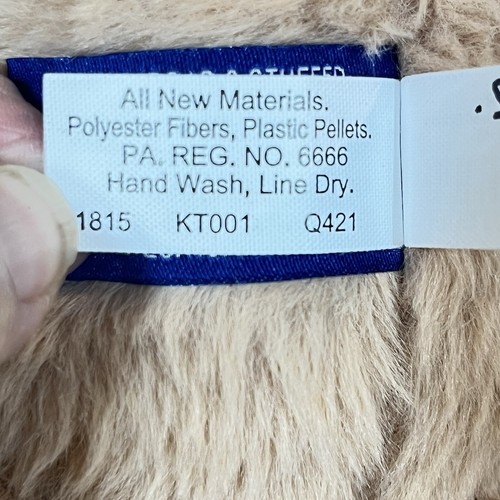 All New Materials.
Polyester Fibers, Plastic Pellets.
PA. REG. NO. 6666
Hand Wash, Line Dry.
1815 KT001 Q421